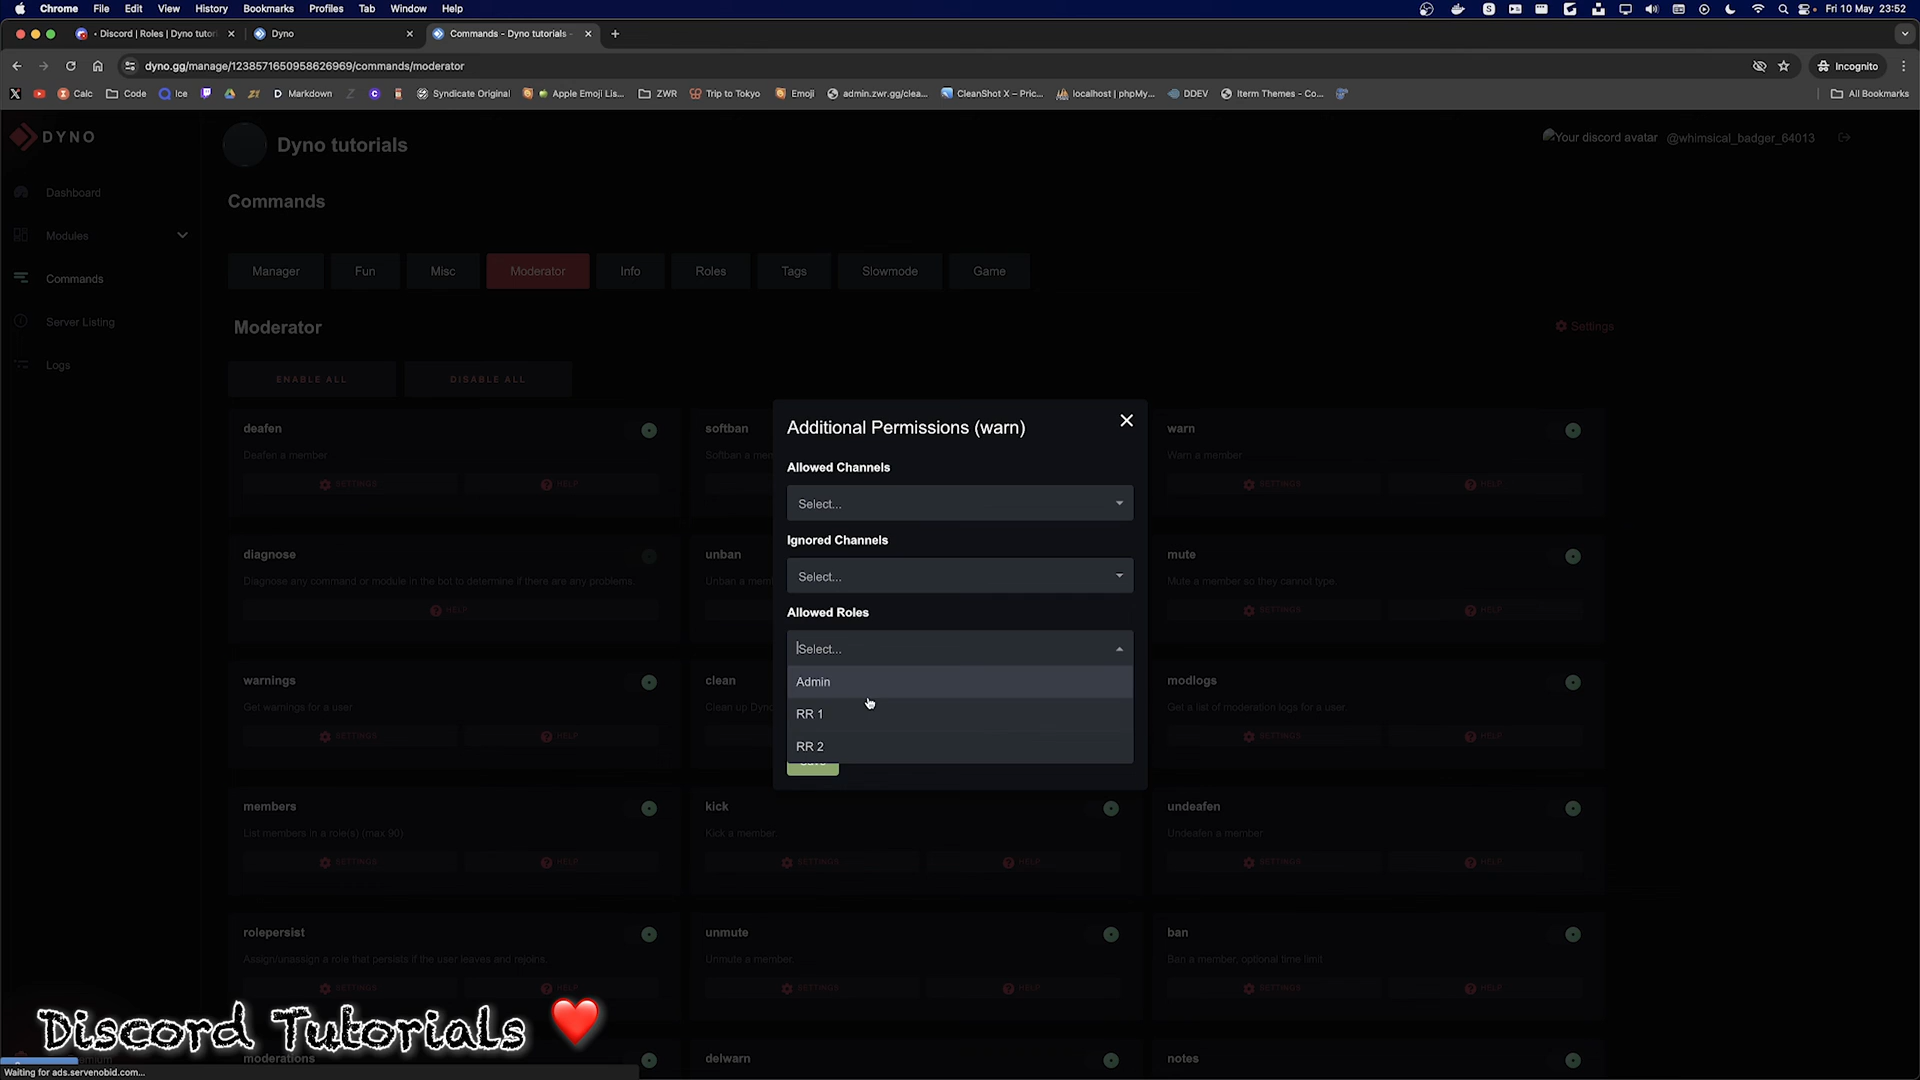 Chrome File Edit View History Bookmarks Profiles Tab Window Help Fri 10 May 23:52
· Discord | Roles | Dyno tutori Dyno Commands - Dyno tutorials -
dyno.gg/manage/1238571650958626969/commands/moderator Incognito
Calc Code Ice Markdown Syndicate Original Apple Emoji Lis... ZWR Trip to Tokyo Emoji admin.zwr.gg/clea... CleanShot X – Pric... localhost | phpMy... DDEV Iterm Themes - Co... All Bookmarks
DYNO
Dyno tutorials
Your discord avatar @whimsical_badger_64013
Dashboard
Modules
Commands
Server Listing
Logs
Commands
Manager Fun Misc Moderator Info Roles Tags Slowmode Game
Moderator
Settings
ENABLE ALL DISABLE ALL
deafen softban warn
Deafen a member Warn a member
SETTINGS HELP SETTINGS HELP
diagnose unban mute
Diagnose any command or module in the bot to determine if there are any problems Unban a mem Mute a member so they cannot type
HELP SETTINGS HELP
warnings clean modlogs
Get warnings for a user Clean up Dyno Get a list of moderation logs for a user.
SETTINGS HELP SETTINGS HELP
members kick undeafen
List members in a role(s) (max 90) Kick a member. Undeafen a member
SETTINGS HELP SETTINGS HELP SETTINGS HELP
rolepersist unmute ban
Assign/unassign a role that persists if the user leaves and rejoins. Unmute a member. Ban a member, optional time limit
SETTINGS HELP SETTINGS HELP SETTINGS HELP
moderations delwarn notes
Additional Permissions (warn)
Allowed Channels
Select...
Ignored Channels
Select...
Allowed Roles
Select...
Admin
RR 1
RR 2
Save
Discord Tutorials ❤️
Waiting for ads.servenobid.com...